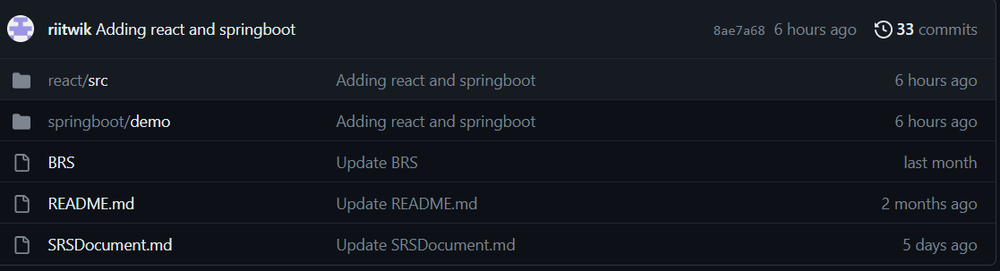 riitwik Adding react and springboot 8ae7a68 6 hours ago 33 commits
react/src Adding react and springboot 6 hours ago
springboot/demo Adding react and springboot 6 hours ago
BRS Update BRS last month
README.md Update README.md 2 months ago
SRSDocument.md Update SRSDocument.md 5 days ago